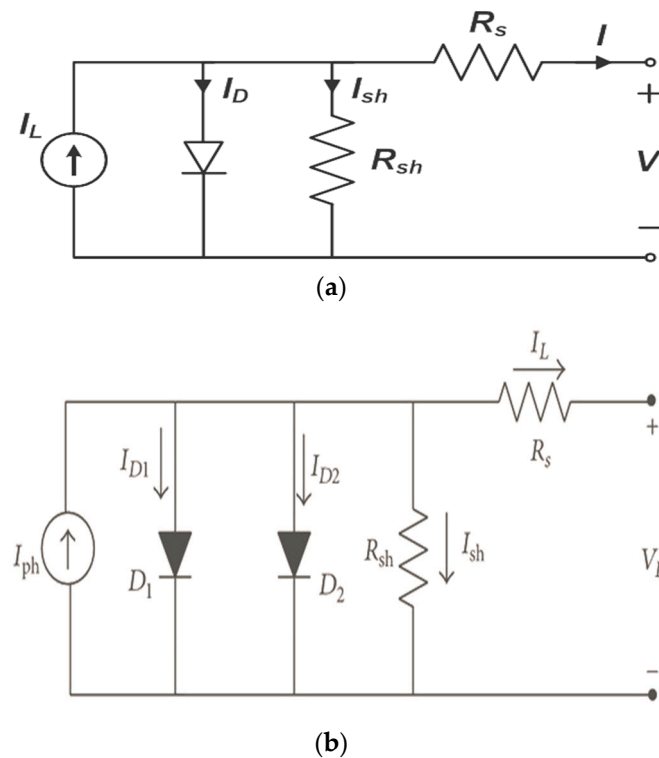 R_s
I
I_D
I_sh
+
I_L
R_sh
V
−
(a)
I_L
+
R_s
I_D1
I_D2
I_ph
D_1
D_2
R_sh
I_sh
−
(b)